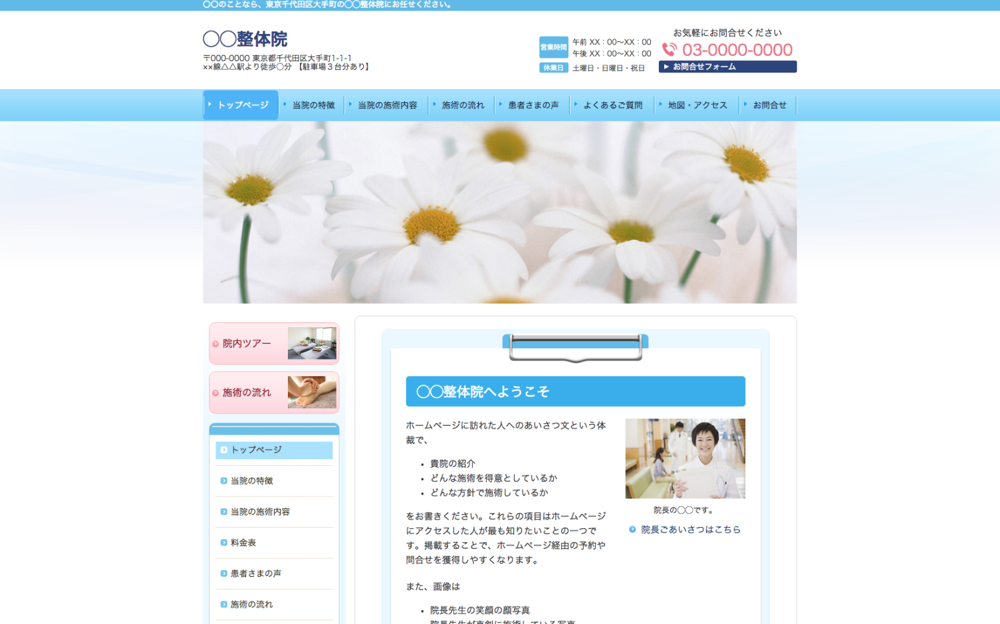 〇〇のことなら、東京千代田区大手町の◯◯整体院にお任せください。
◯◯整体院
〒000-0000 東京都千代田区大手町1-1-1
××線△△駅より徒歩○分 【駐車場３台分あり】
営業時間
午前 XX：00～XX：00
午後 XX：00～XX：00
休業日
土曜日・日曜日・祝日
お気軽にお問合せください
03-0000-0000
お問合せフォーム
トップページ
当院の特徴
当院の施術内容
施術の流れ
患者さまの声
よくあるご質問
地図・アクセス
お問合せ
院内ツアー
施術の流れ
トップページ
当院の特徴
当院の施術内容
料金表
患者さまの声
施術の流れ
◯◯整体院へようこそ
ホームページに訪れた人へのあいさつ文という体
裁で、
• 貴院の紹介
• どんな施術を得意としているか
• どんな方針で施術しているか
をお書きください。これらの項目はホームページ
にアクセスした人が最も知りたいことの一つで
す。掲載することで、ホームページ経由の予約や
問合せを獲得しやすくなります。
また、画像は
• 院長先生の笑顔の顔写真
• 院長先生が真剣に施術している写真
院長の◯◯です。
院長ごあいさつはこちら